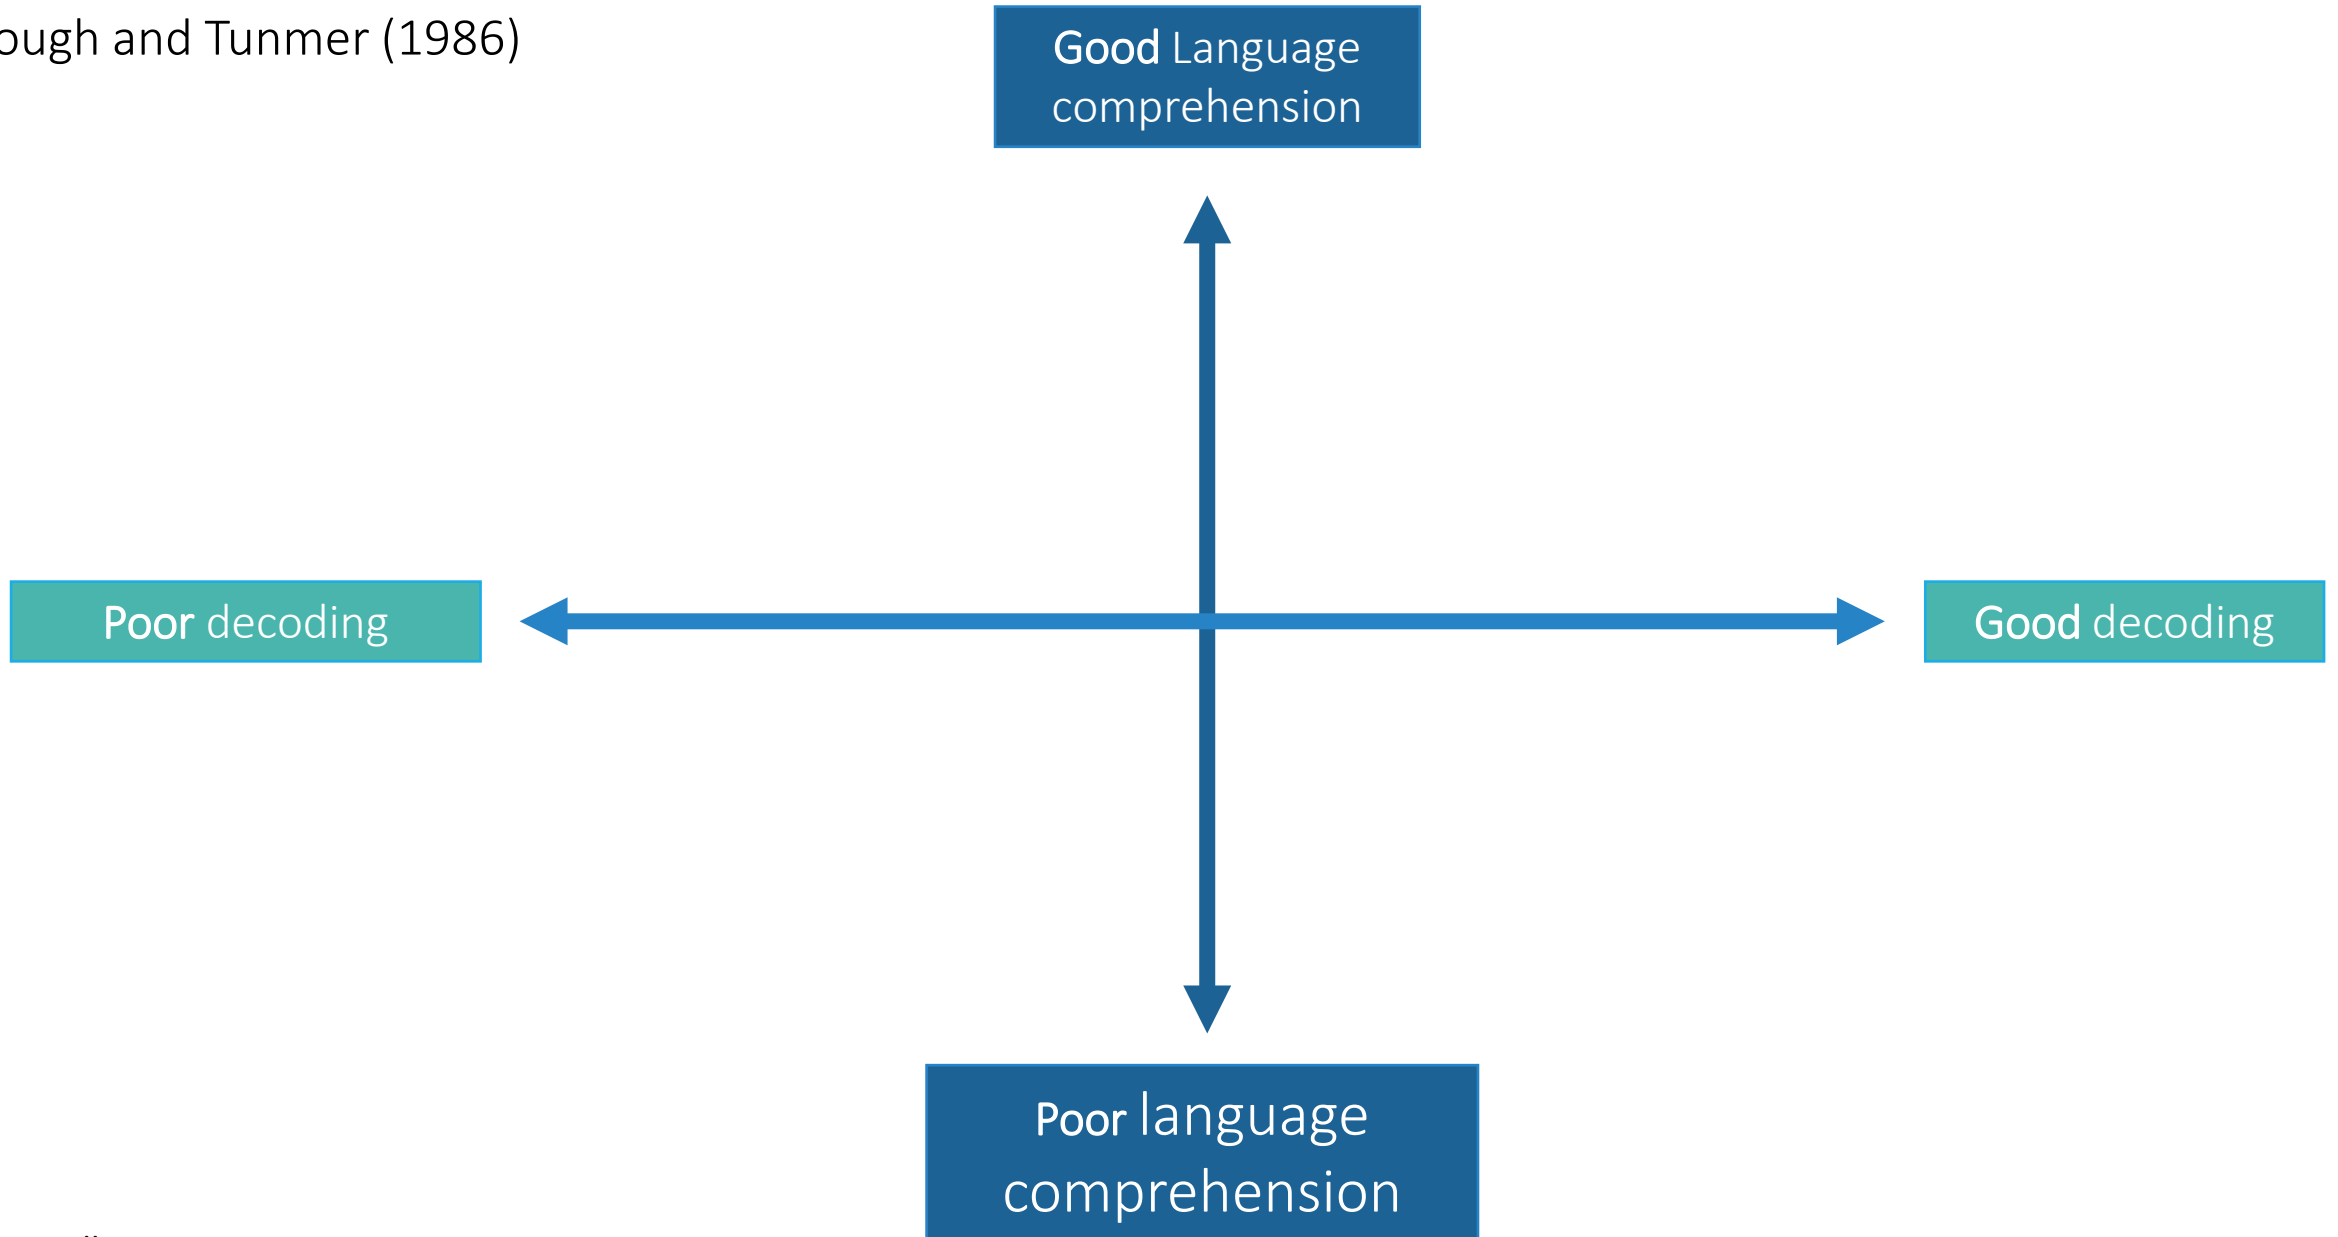 ough and Tunmer (1986)
Good Language
comprehension
Poor decoding
Good decoding
Poor language
comprehension